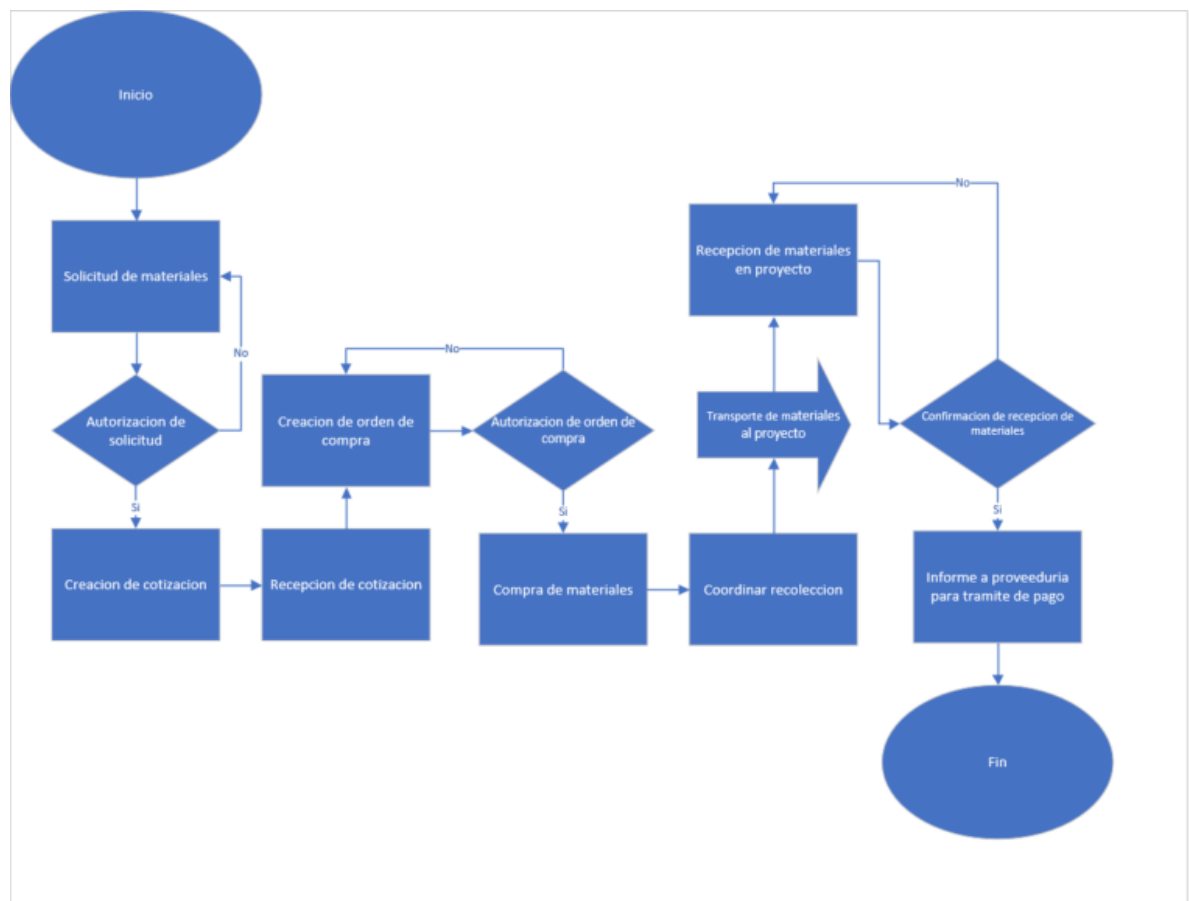 Inicio
Solicitud de materiales
No
Autorizacion de
solicitud
Si
Creacion de cotizacion
Recepcion de cotizacion
Creacion de orden de
compra
No
Autorizacion de orden de
compra
Si
Compra de materiales
Coordinar recoleccion
Transporte de materiales
al proyecto
Recepcion de materiales
en proyecto
No
Confirmacion de recepcion de
materiales
Si
Informe a proveeduria
para tramite de pago
Fin